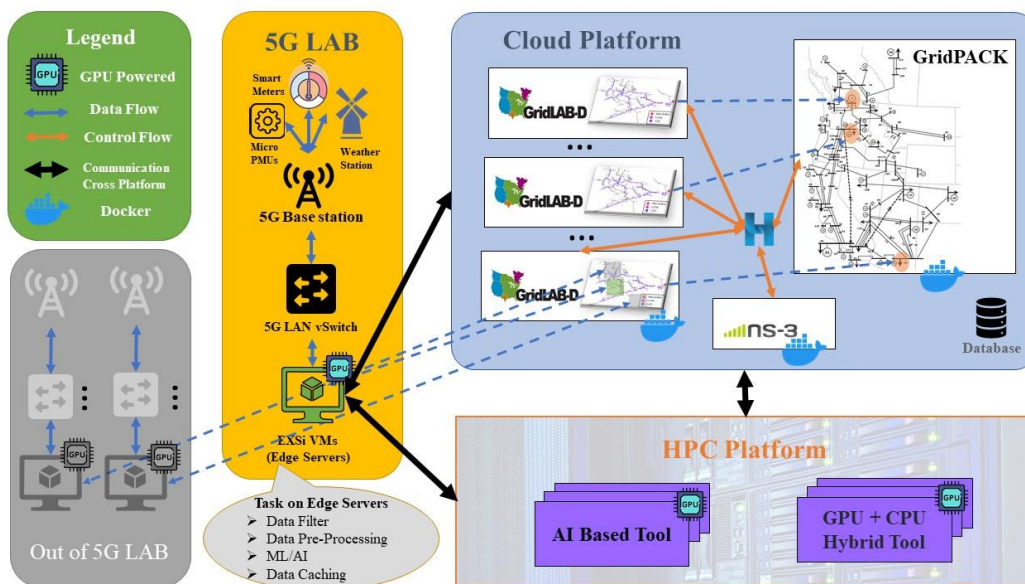 Legend
GPU
GPU Powered
Data Flow
Control Flow
Communication
Cross Platform
Docker
5G LAB
Smart
Meters
Micro
PMUs
Weather
Station
5G Base station
5G LAN vSwitch
GPU
EXSi VMs
(Edge Servers)
Task on Edge Servers
➢ Data Filter
➢ Data Pre-Processing
➢ ML/AI
➢ Data Caching
GPU
GPU
Out of 5G LAB
Cloud Platform
GridLAB-D
GridLAB-D
GridLAB-D
GridPACK
H
ns-3
Database
HPC Platform
GPU
AI Based Tool
GPU
GPU + CPU
Hybrid Tool